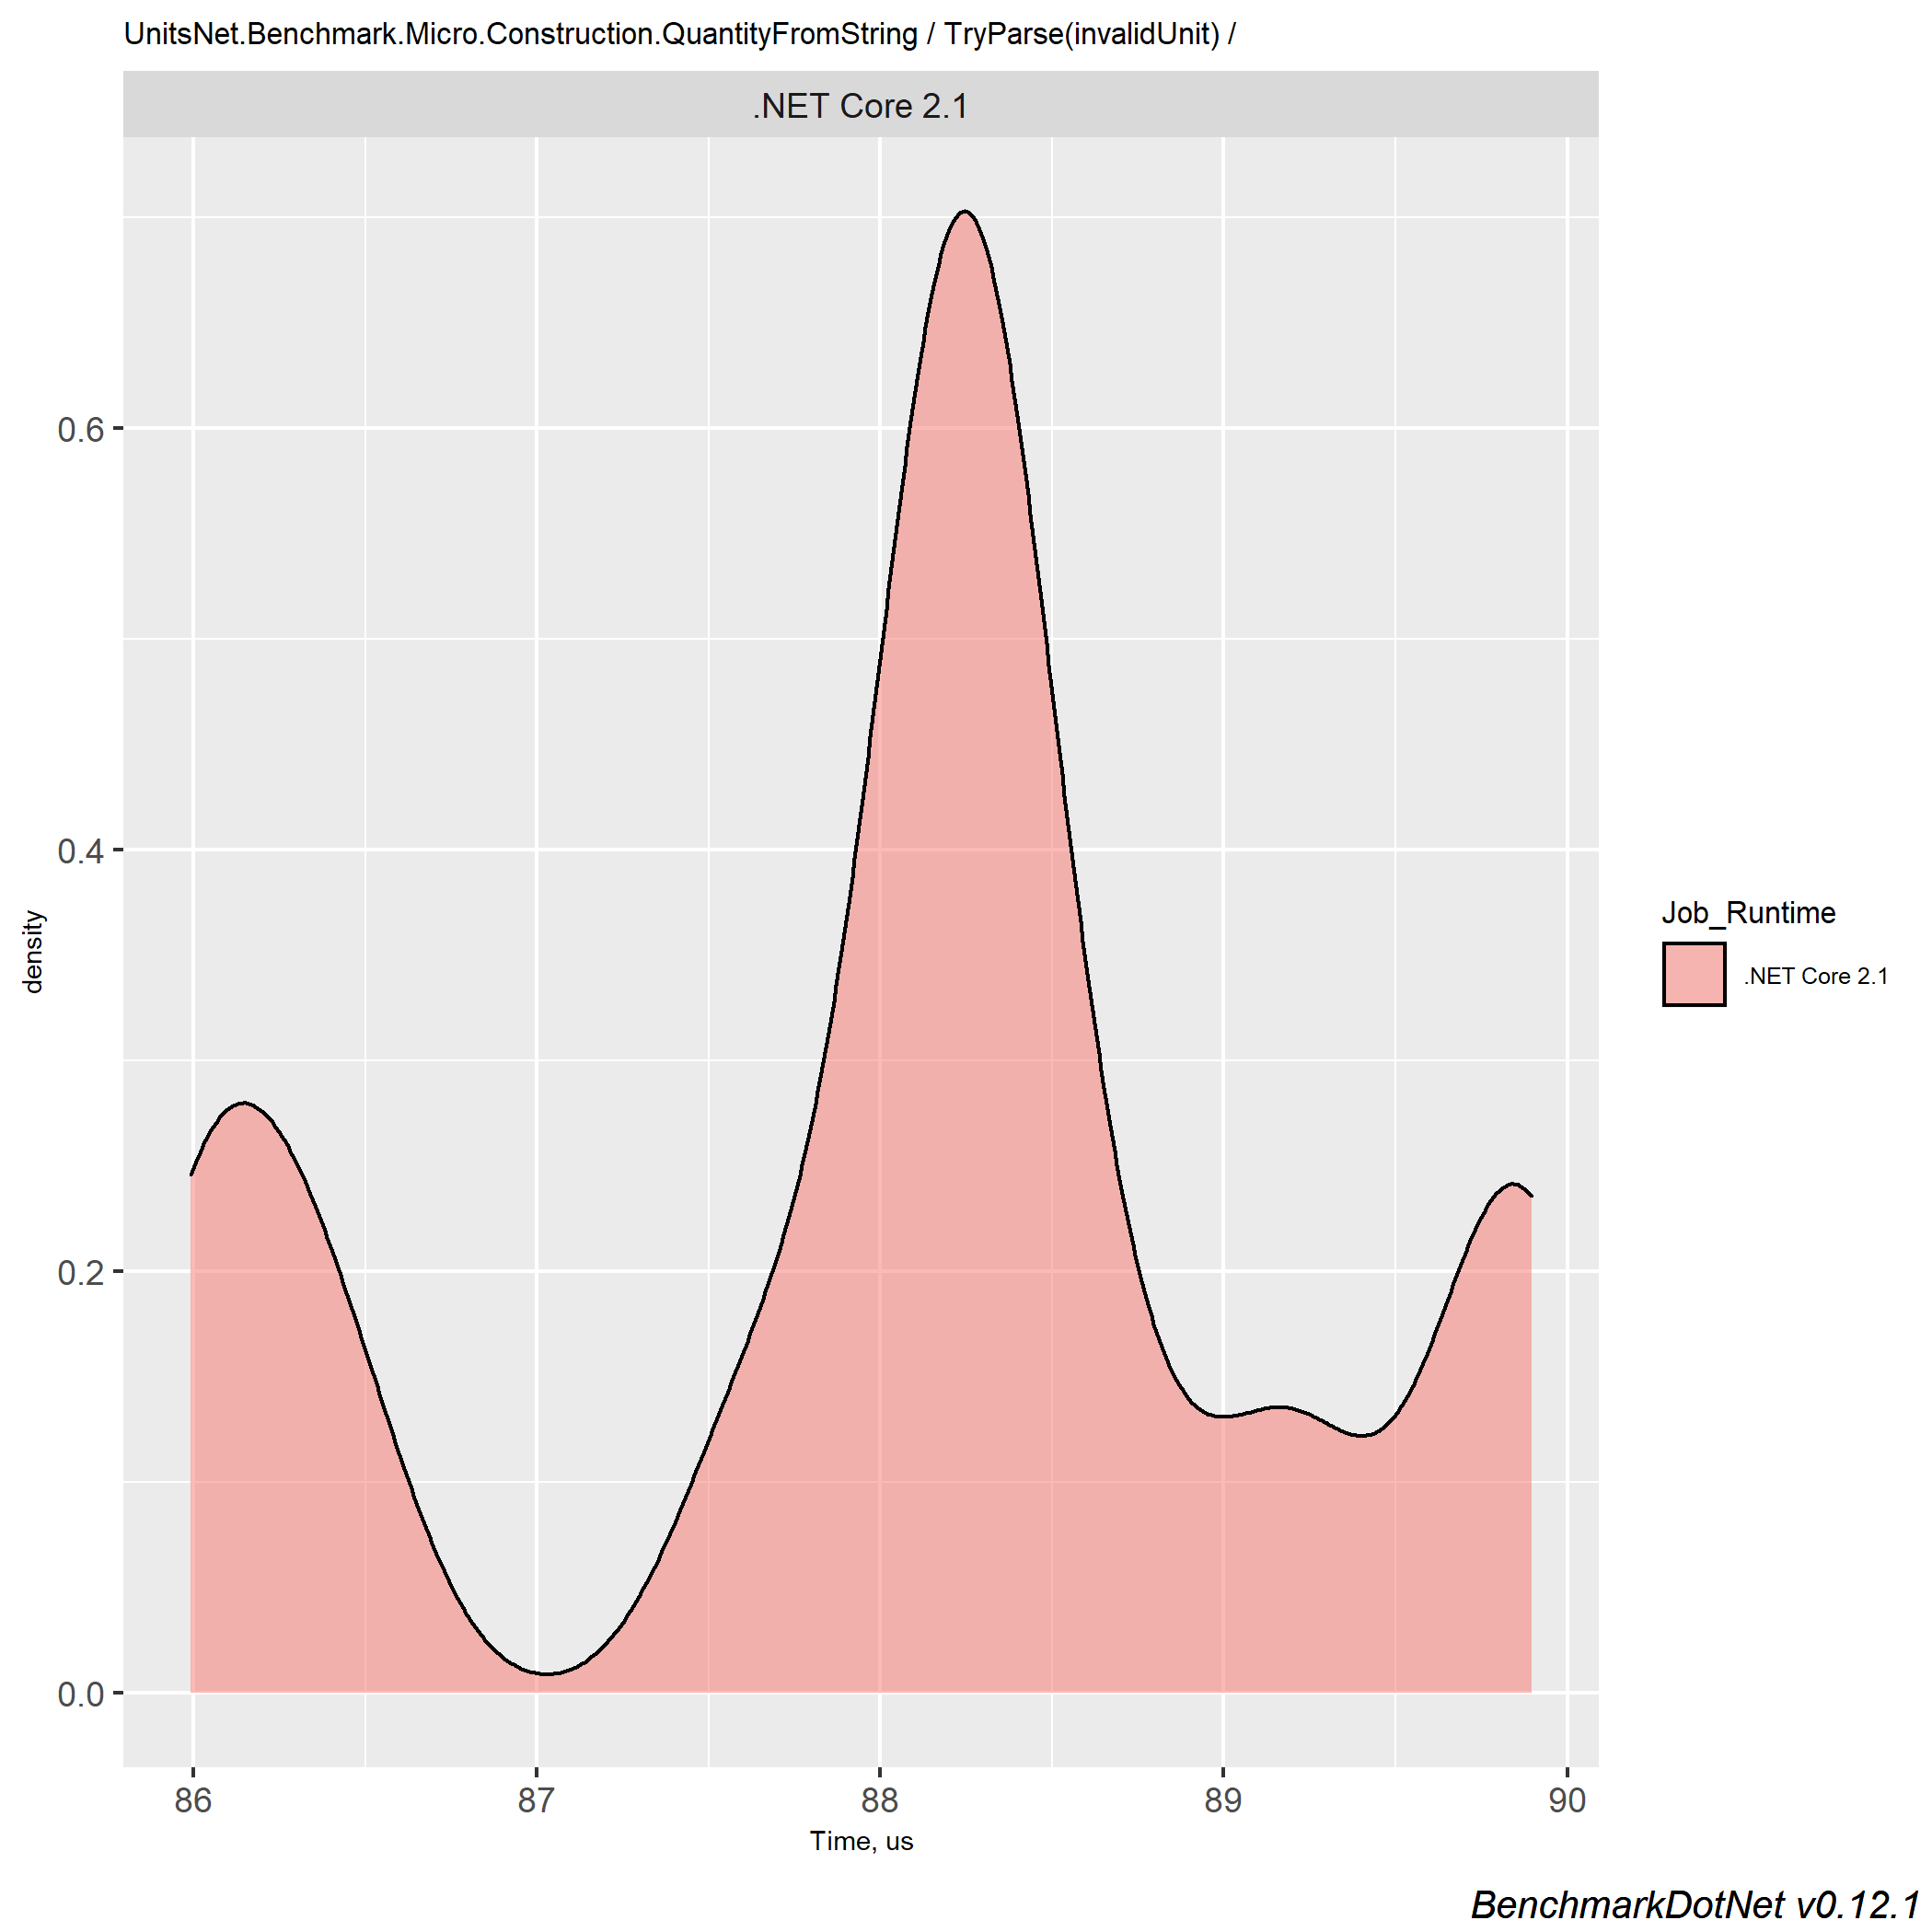 UnitsNet.Benchmark.Micro.Construction.QuantityFromString / TryParse(invalidUnit) /
.NET Core 2.1
0.6
0.4
0.2
0.0
density
86 87 88 89 90
Time, us
Job_Runtime
.NET Core 2.1
BenchmarkDotNet v0.12.1